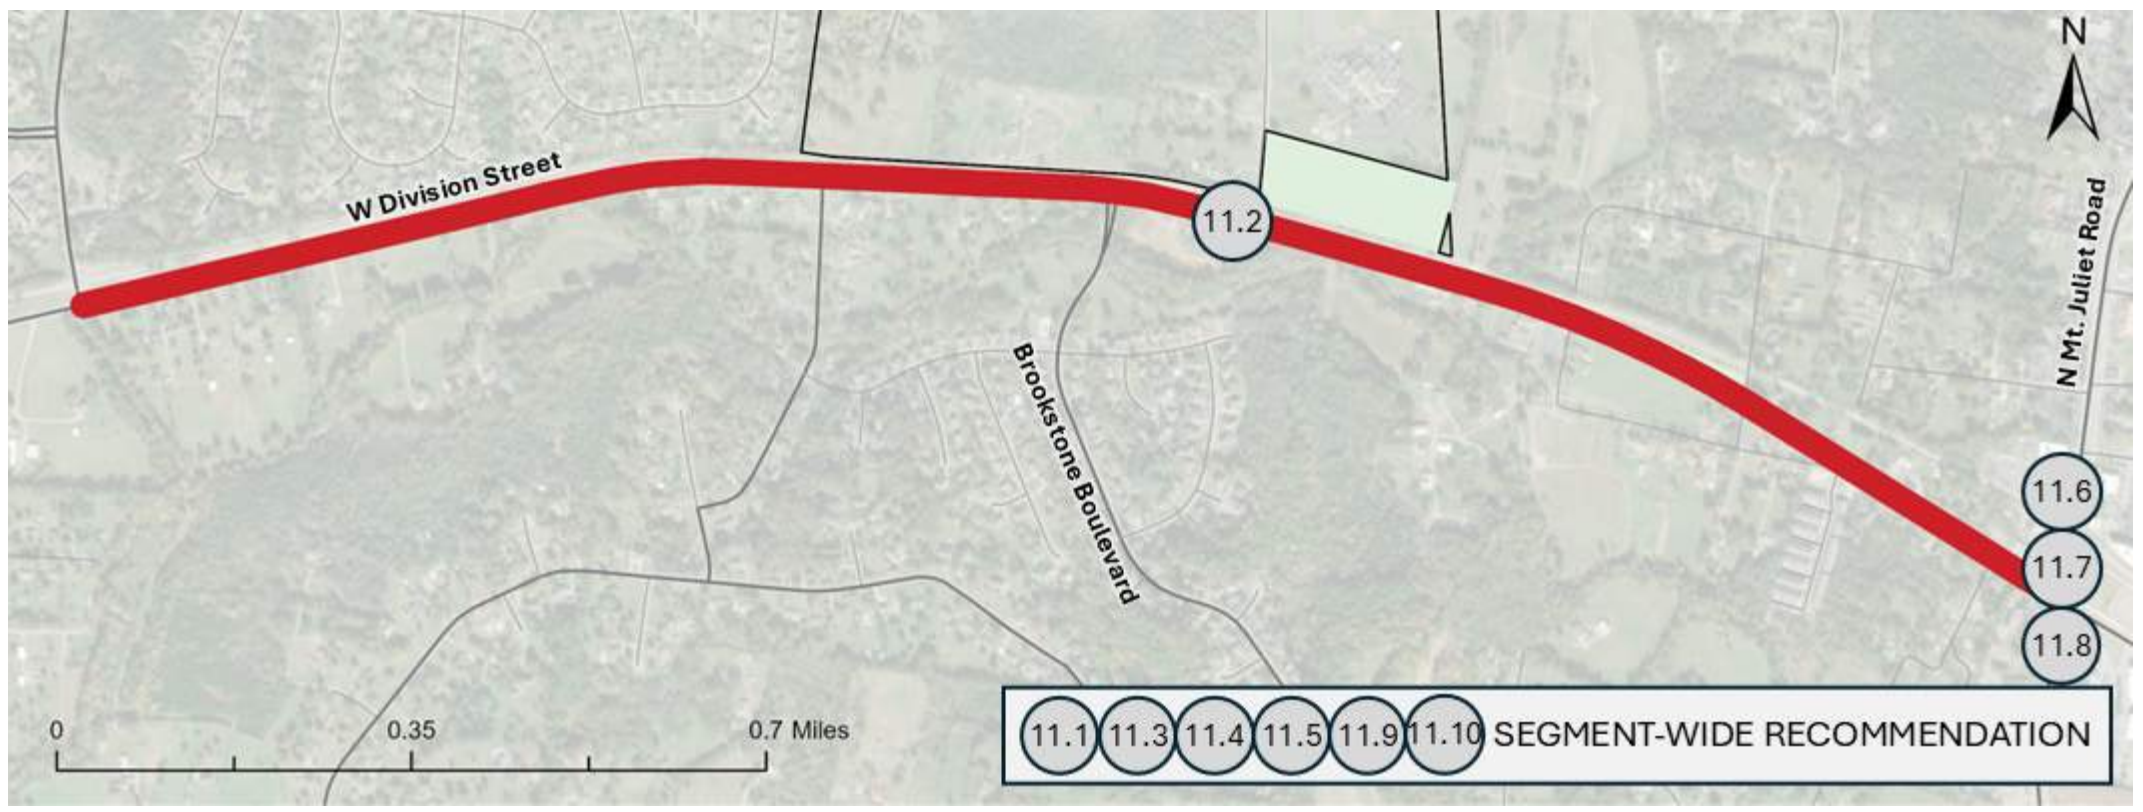 N
W Division Street
11.2
N Mt. Juliet Road
Brookstone Boulevard
11.6
11.7
11.8
0 0.35 0.7 Miles
11.1 11.3 11.4 11.5 11.9 11.10 SEGMENT-WIDE RECOMMENDATION